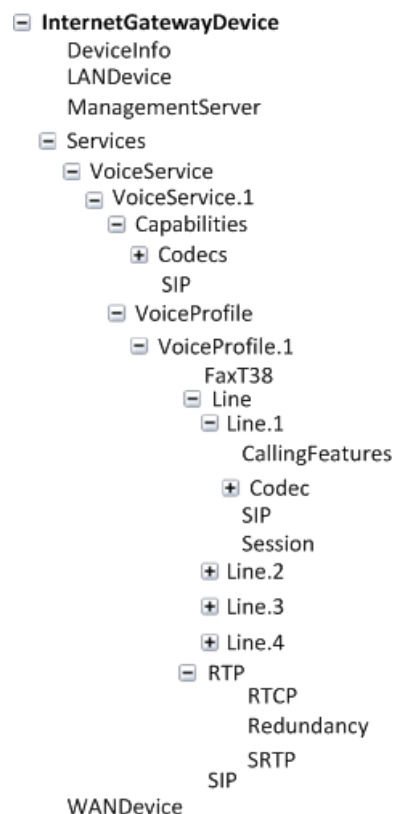 InternetGatewayDevice
DeviceInfo
LANDevice
ManagementServer
Services
VoiceService
VoiceService.1
Capabilities
Codecs
SIP
VoiceProfile
VoiceProfile.1
FaxT38
Line
Line.1
CallingFeatures
Codec
SIP
Session
Line.2
Line.3
Line.4
RTP
RTCP
Redundancy
SRTP
SIP
WANDevice